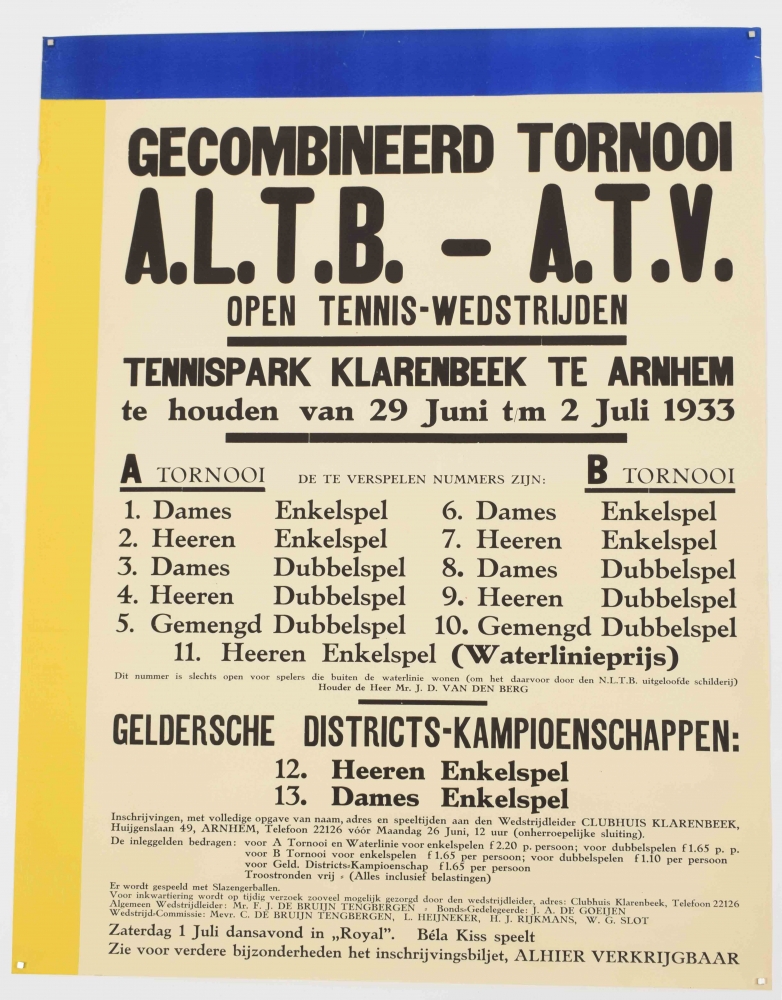 GECOMBINEERD TORNOOI
A.L.T.B. - A.T.V.
OPEN TENNIS-WEDSTRIJDEN
TENNISPARK KLARENBEEK TE ARNHEM
te houden van 29 Juni t/m 2 Juli 1933
A TORNOOI DE TE VERSPELEN NUMMERS ZIJN: B TORNOOI
1. Dames Enkelspel 6. Dames Enkelspel
2. Heeren Enkelspel 7. Heeren Enkelspel
3. Dames Dubbelspel 8. Dames Dubbelspel
4. Heeren Dubbelspel 9. Heeren Dubbelspel
5. Gemengd Dubbelspel 10. Gemengd Dubbelspel
11. Heeren Enkelspel (Waterlinieprijs)
Dit nummer is slechts open voor spelers die buiten de waterlinie wonen (om het daarvoor door den N.L.T.B. uitgeloofde schilderij)
Houder de Heer Mr. J. D. VAN DEN BERG
GELDERSCHE DISTRICTS-KAMPIOENSCHAPPEN:
12. Heeren Enkelspel
13. Dames Enkelspel
Inschrijvingen, met volledige opgave van naam, adres en speeltijden aan den Wedstrijdleider CLUBHUIS KLARENBEEK,
Huijgenslaan 49, ARNHEM, Telefoon 22126 vóór Maandag 26 Juni, 12 uur (onherroepelijke sluiting).
De inleggelden bedragen: voor A Tornooi en Waterlinie voor enkelspelen f 2.20 p. persoon; voor dubbelspelen f 1.65 p. p.
voor B Tornooi voor enkelspelen f 1.65 per persoon; voor dubbelspelen f 1.10 per persoon
voor Geld. Districts-Kampioenschap f 1.65 per persoon
Troostronden vrij - (Alles inclusief belastingen)
Er wordt gespeeld met Slazengerballen.
Voor inkwartiering wordt op tijdig verzoek zooveel mogelijk gezorgd door den wedstrijdleider, adres: Clubhuis Klarenbeek, Telefoon 22126
Algemeen Wedstrijdleider: Mr. F. J. DE BRUIJN TENGBERGEN - Bonds-Gedelegeerde: J. A. DE GOEIJEN
Wedstrijd-Commissie: Mevr. C. DE BRUIJN TENGBERGEN, L. HEIJNEKER, H. J. RIJKMANS, W. G. SLOT
Zaterdag 1 Juli dansavond in „Royal”. Béla Kiss speelt
Zie voor verdere bijzonderheden het inschrijvingsbiljet, ALHIER VERKRIJGBAAR